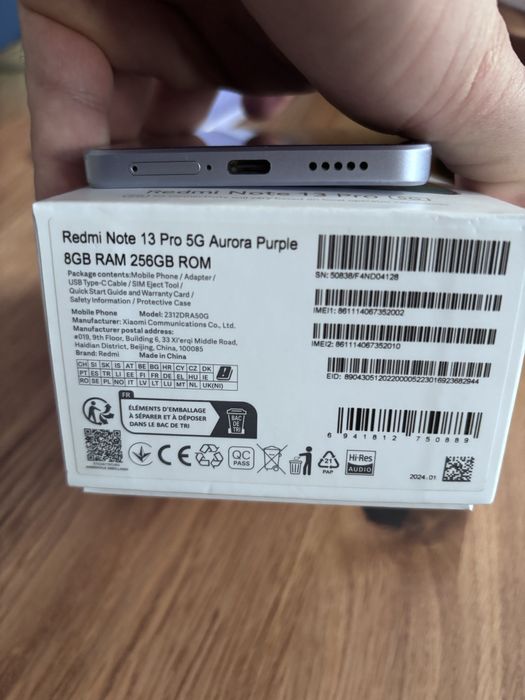 Redmi Note 13 Pro 5G
Redmi Note 13 Pro 5G Aurora Purple
8GB RAM 256GB ROM
Package contents:Mobile Phone / Adapter /
USB Type-C Cable / SIM Eject Tool /
Quick Start Guide and Warranty Card /
Safety Information / Protective Case
Mobile Phone Model: 2312DRA50G
Manufacturer: Xiaomi Communications Co., Ltd.
Manufacturer postal address:
#019, 9th Floor, Building 6, 33 Xi'erqi Middle Road,
Haidian District, Beijing, China, 100085
Brand: Redmi Made in China
CH SI SK IS AT BE BG HR CY CZ DK
PT ES TR LI EE FI FR DE EL HU IE
RO SE PL NO IT LV LT LU MT NL UK(NI)
FR
ÉLÉMENTS D'EMBALLAGE
À SÉPARER ET À DÉPOSER
DANS LE BAC DE TRI
BAC
DE
TRI
CE
QC
PASS
21
PAP
Hi-Res
AUDIO
SN: 50838/F4ND04128
IMEI1: 861114067352002
IMEI2: 861114067352010
EID: 89043051202200005223016923682944
6 941812 750889
2024.01